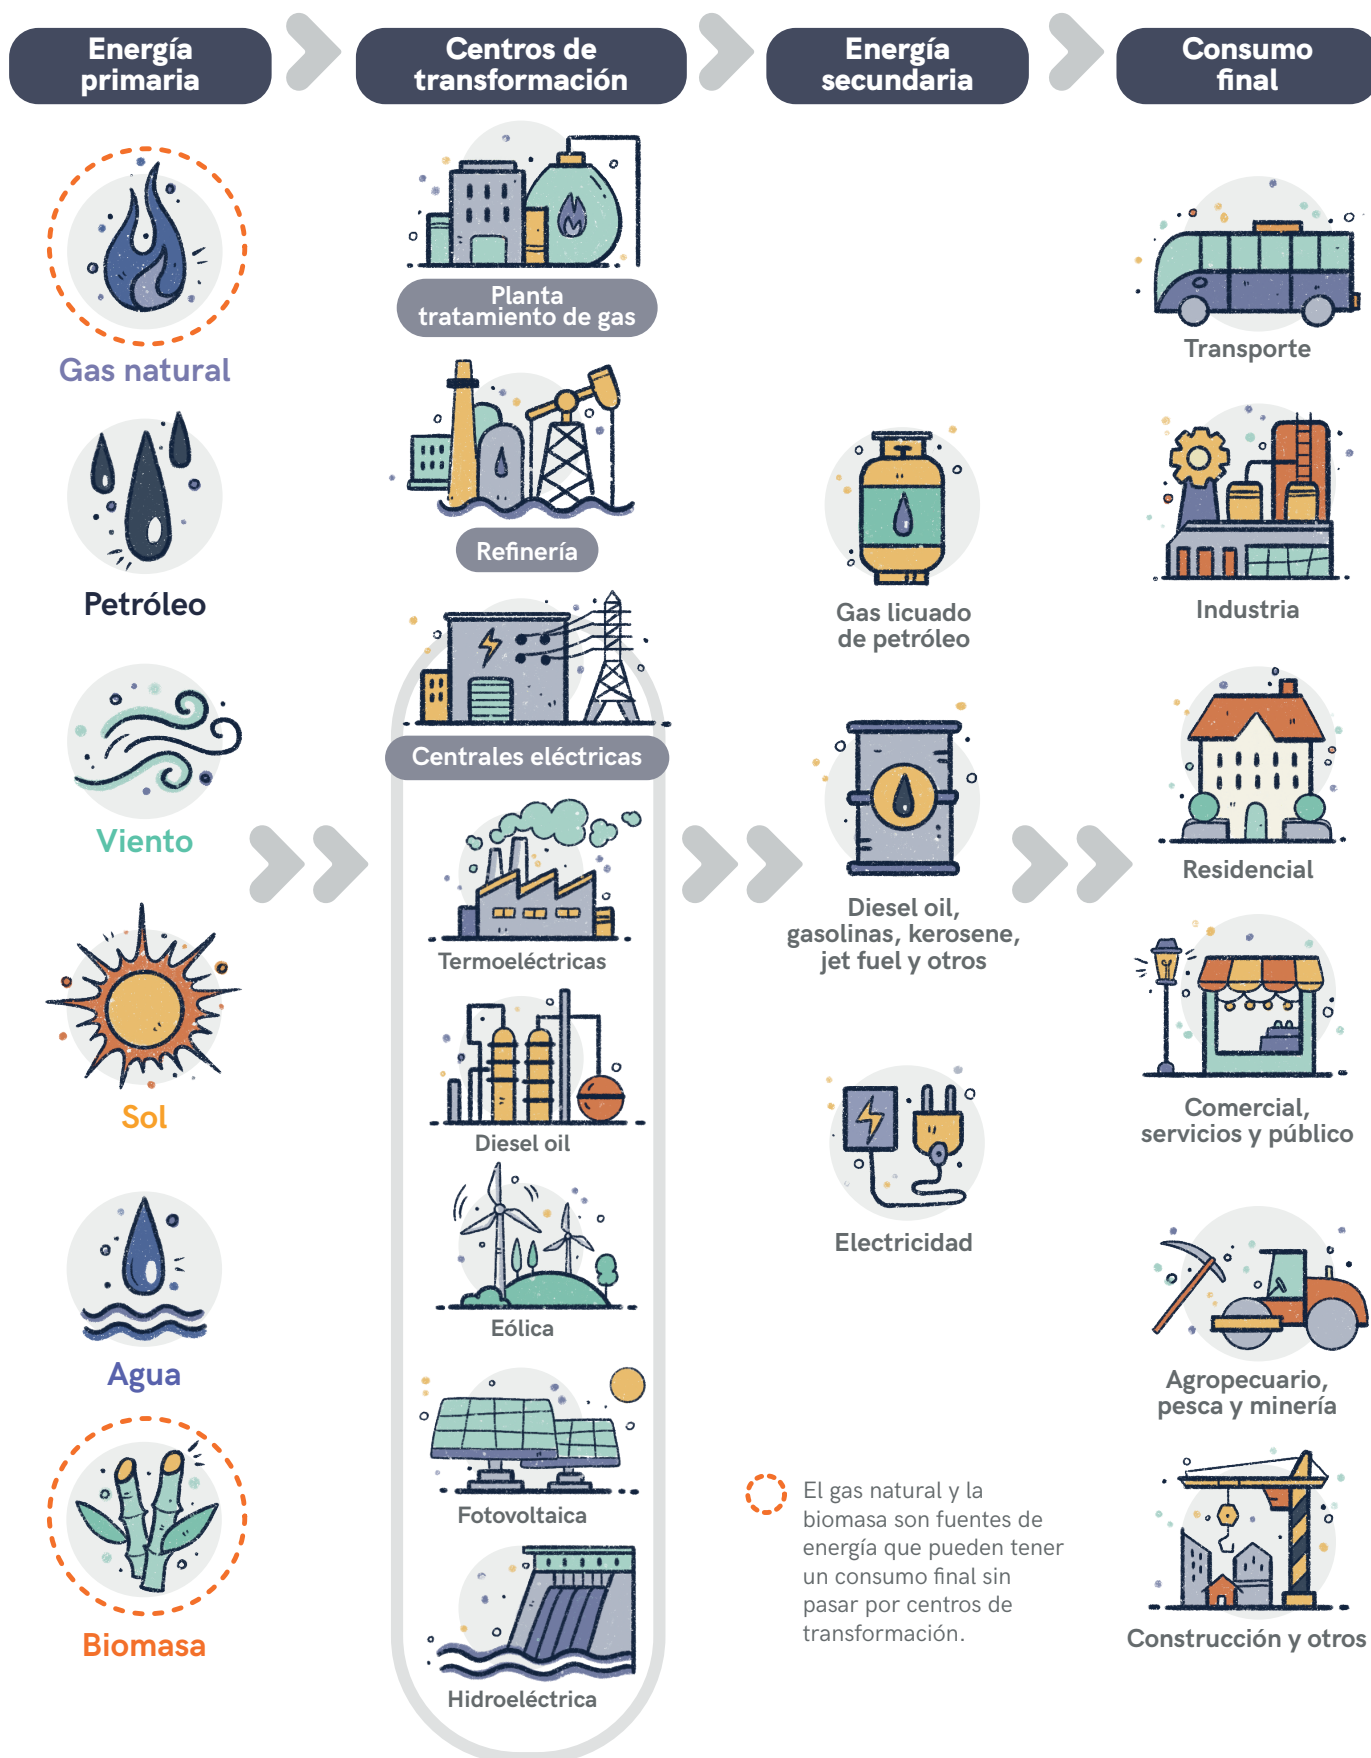 Energía
primaria
Centros de
transformación
Energía
secundaria
Consumo
final
Gas natural
Petróleo
Viento
Sol
Agua
Biomasa
Planta
tratamiento de gas
Refinería
Centrales eléctricas
Termoeléctricas
Diesel oil
Eólica
Fotovoltaica
Hidroeléctrica
Gas licuado
de petróleo
Diesel oil,
gasolinas, kerosene,
jet fuel y otros
Electricidad
El gas natural y la
biomasa son fuentes de
energía que pueden tener
un consumo final sin
pasar por centros de
transformación.
Transporte
Industria
Residencial
Comercial,
servicios y público
Agropecuario,
pesca y minería
Construcción y otros